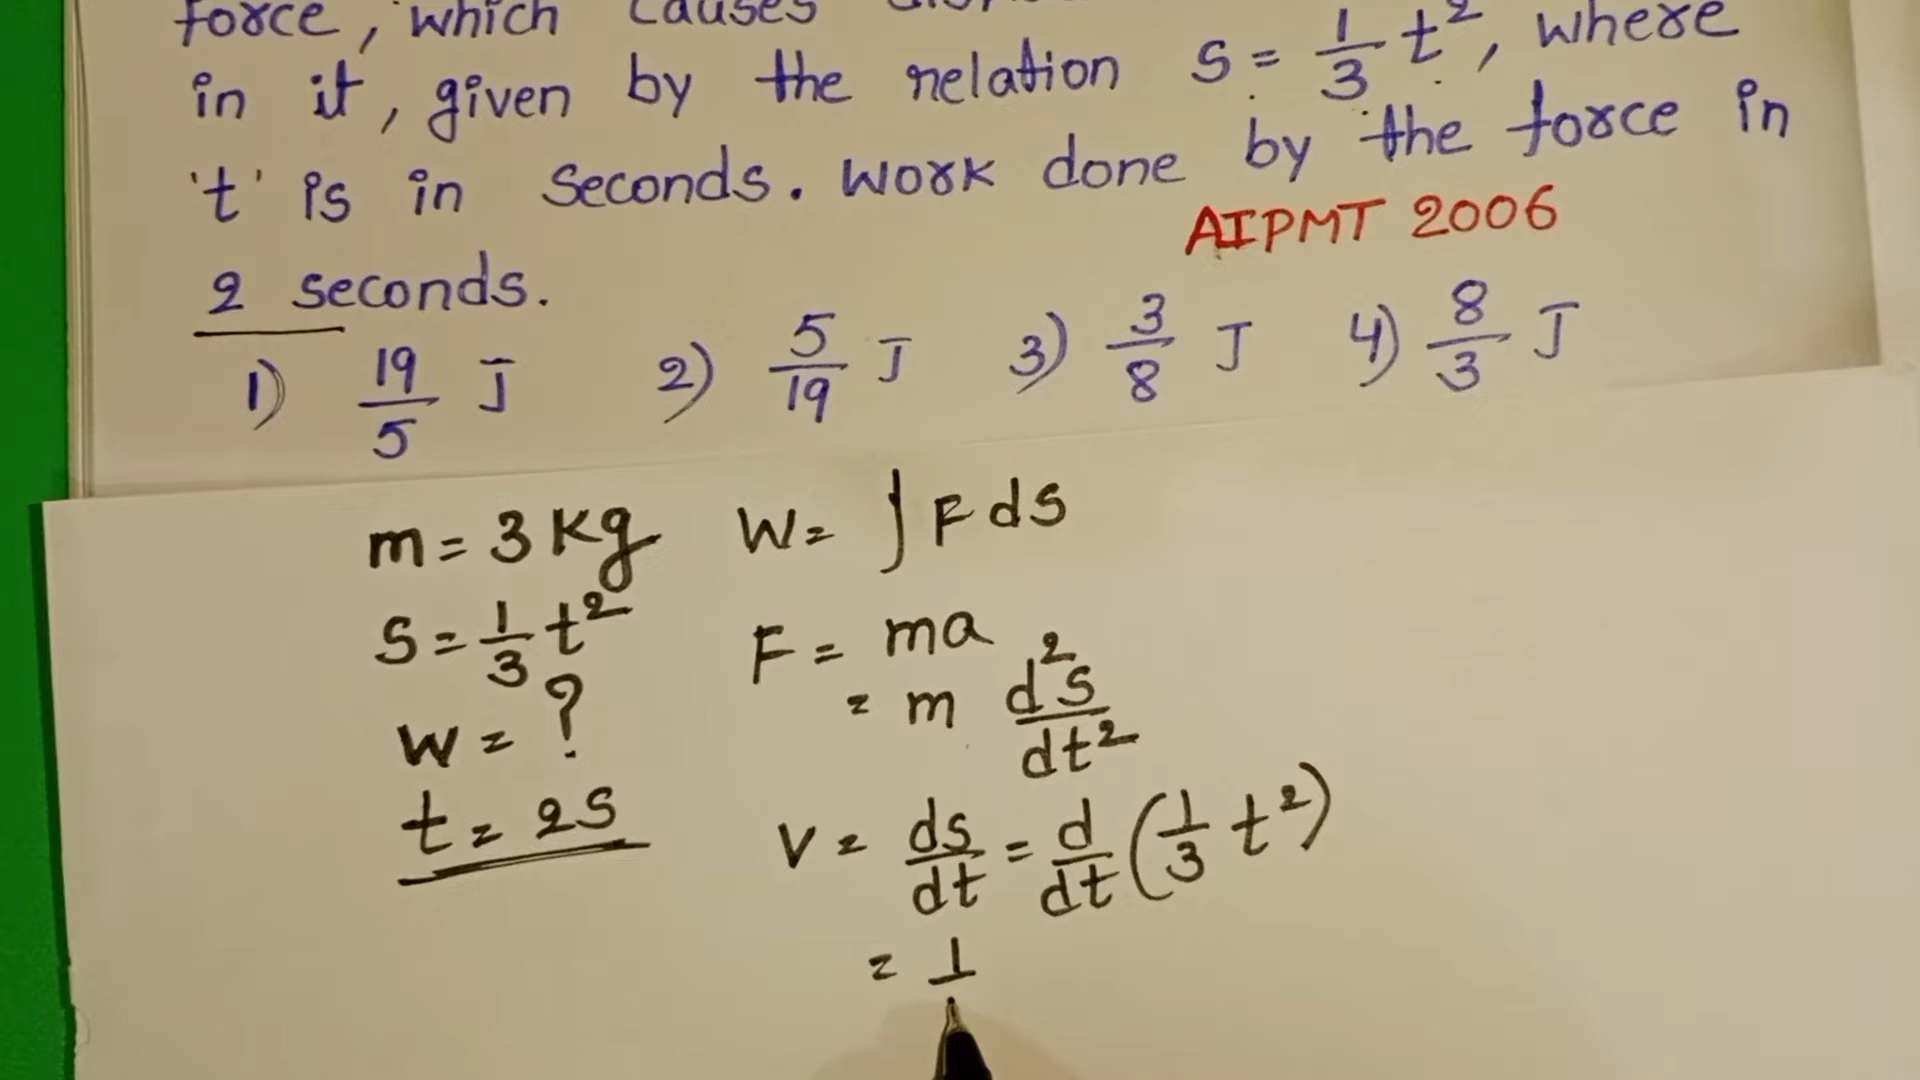 force, which causes
in it, given by the relation S = 1/3 t², where
't' is in seconds. Work done by the force in
AIPMT 2006
2 seconds.
1) 19/5 J 2) 5/19 J 3) 3/8 J 4) 8/3 J
m = 3 Kg W = ∫ F ds
S = 1/3 t² F = ma
= m d²s/dt²
W = ?
t = 2S V = ds/dt = d/dt (1/3 t²)
= 1